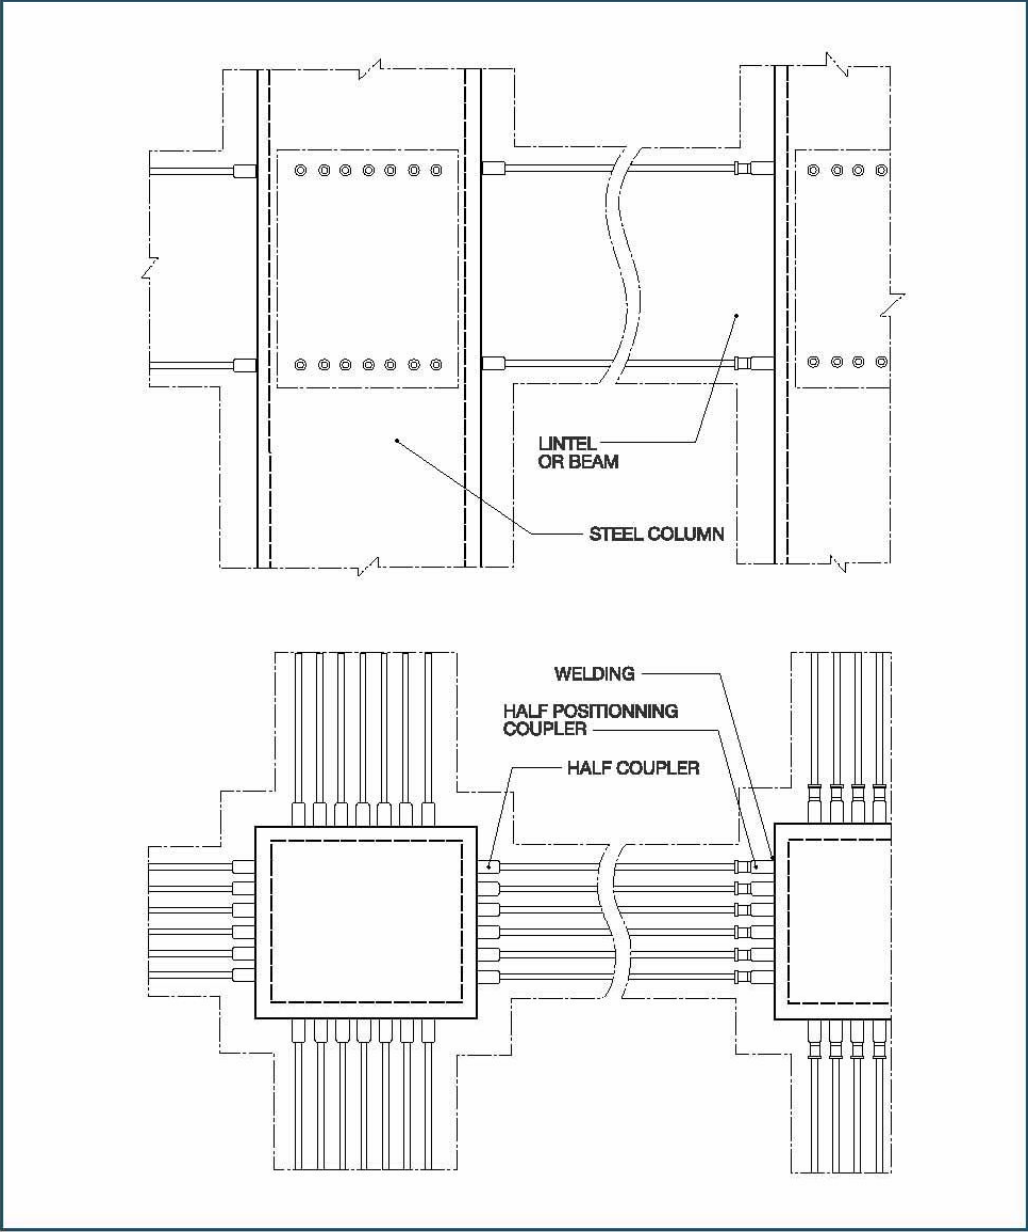 LINTEL
OR BEAM
STEEL COLUMN
WELDING
HALF POSITIONNING
COUPLER
HALF COUPLER